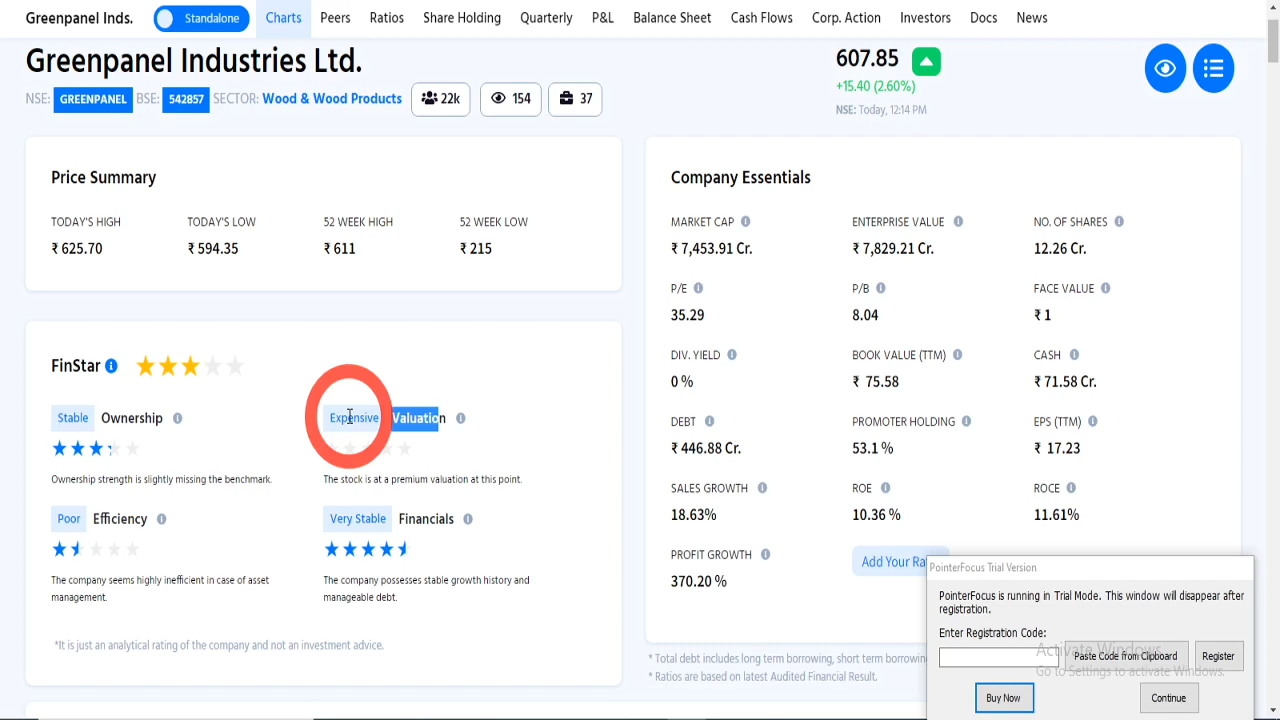 Greenpanel Inds. Standalone Charts Peers Ratios Share Holding Quarterly P&L Balance Sheet Cash Flows Corp. Action Investors Docs News
Greenpanel Industries Ltd.
NSE: GREENPANEL BSE: 542857 SECTOR: Wood & Wood Products 22k 154 37
607.85
+15.40 (2.60%)
NSE: Today, 12:14 PM
Price Summary
TODAY'S HIGH TODAY'S LOW 52 WEEK HIGH 52 WEEK LOW
₹ 625.70 ₹ 594.35 ₹ 611 ₹ 215
FinStar
Stable Ownership
Ownership strength is slightly missing the benchmark.
Expensive Valuation
The stock is at a premium valuation at this point.
Poor Efficiency
The company seems highly inefficient in case of asset
management.
Very Stable Financials
The company possesses stable growth history and
manageable debt.
*It is just an analytical rating of the company and not an investment advice.
Company Essentials
MARKET CAP ENTERPRISE VALUE NO. OF SHARES
₹ 7,453.91 Cr. ₹ 7,829.21 Cr. 12.26 Cr.
P/E P/B FACE VALUE
35.29 8.04 ₹ 1
DIV. YIELD BOOK VALUE (TTM) CASH
0 % ₹ 75.58 ₹ 71.58 Cr.
DEBT PROMOTER HOLDING EPS (TTM)
₹ 446.88 Cr. 53.1 % ₹ 17.23
SALES GROWTH ROE ROCE
18.63% 10.36 % 11.61%
PROFIT GROWTH
370.20 %
Add Your Ra
* Total debt includes long term borrowing, short term borrowin
* Ratios are based on latest Audited Financial Result.
PointerFocus Trial Version
PointerFocus is running in Trial Mode. This window will disappear after
registration.
Enter Registration Code:
Paste Code from Clipboard Register
Buy Now Continue
Activate Windows
Go to Settings to activate Windows.